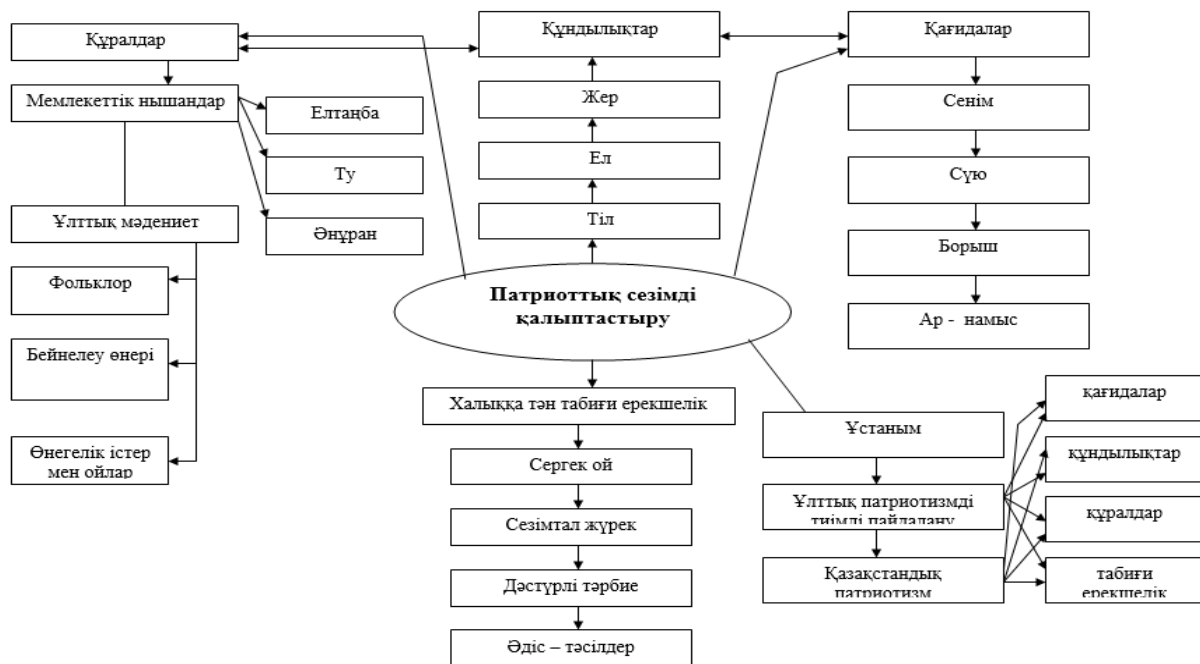 Құралдар
Құндылықтар
Қағидалар
Мемлекеттік нышандар
Елтаңба
Ту
Әнұран
Жер
Ел
Тіл
Сенім
Сүю
Борыш
Ар - намыс
Ұлттық мәдениет
Фольклор
Бейнелеу өнері
Өнегелік істер
мен ойлар
Патриоттық сезімді
қалыптастыру
Халыққа тән табиғи ерекшелік
Сергек ой
Сезімтал жүрек
Дәстүрлі тәрбие
Әдіс – тәсілдер
Ұстаным
Ұлттық патриотизмді
тиімді пайдалану
Қазақстандық
патриотизм
қағидалар
құндылықтар
құралдар
табиғи
ерекшелік